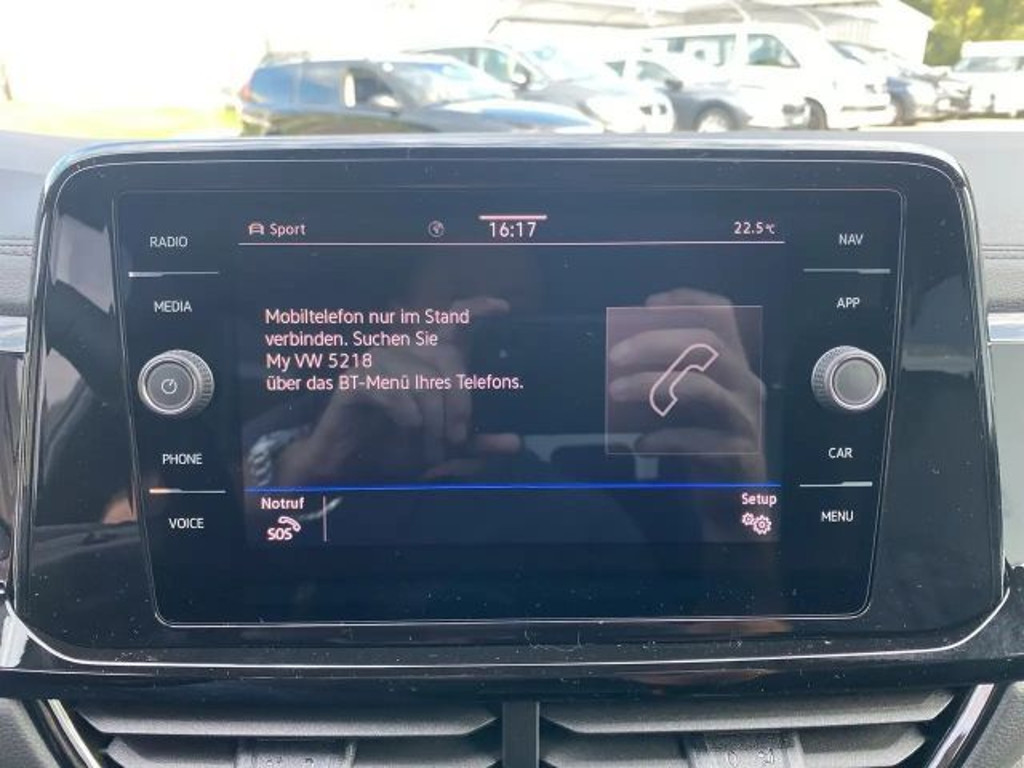 RADIO
MEDIA
PHONE
VOICE
Sport
16:17
22.5°C
Mobiltelefon nur im Stand
verbinden. Suchen Sie
My VW 5218
über das BT-Menü Ihres Telefons.
Notruf
SOS
Setup
NAV
APP
CAR
MENU